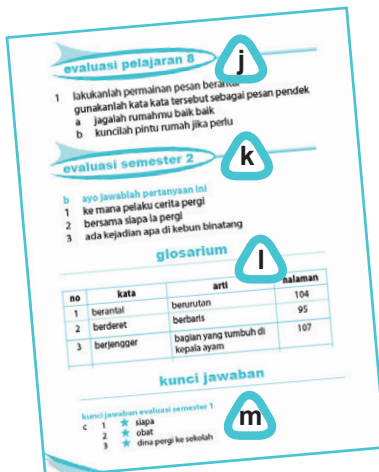 evaluasi pelajaran 8
j
1 lakukanlah permainan pesan berantai
gunakanlah kata kata tersebut sebagai pesan pendek
a jagalah rumahmu baik baik
b kuncilah pintu rumah jika perlu
evaluasi semester 2
k
b ayo jawablah pertanyaan ini
1 ke mana pelaku cerita pergi
2 bersama siapa ia pergi
3 ada kejadian apa di kebun binatang
glosarium
l
no kata arti halaman
1 berantai berurutan 104
2 berderet berbaris 95
3 berjengger bagian yang tumbuh di 107
kepala ayam
kunci jawaban
kunci jawaban evaluasi semester 1
m
c 1 siapa
2 obat
3 dina pergi ke sekolah